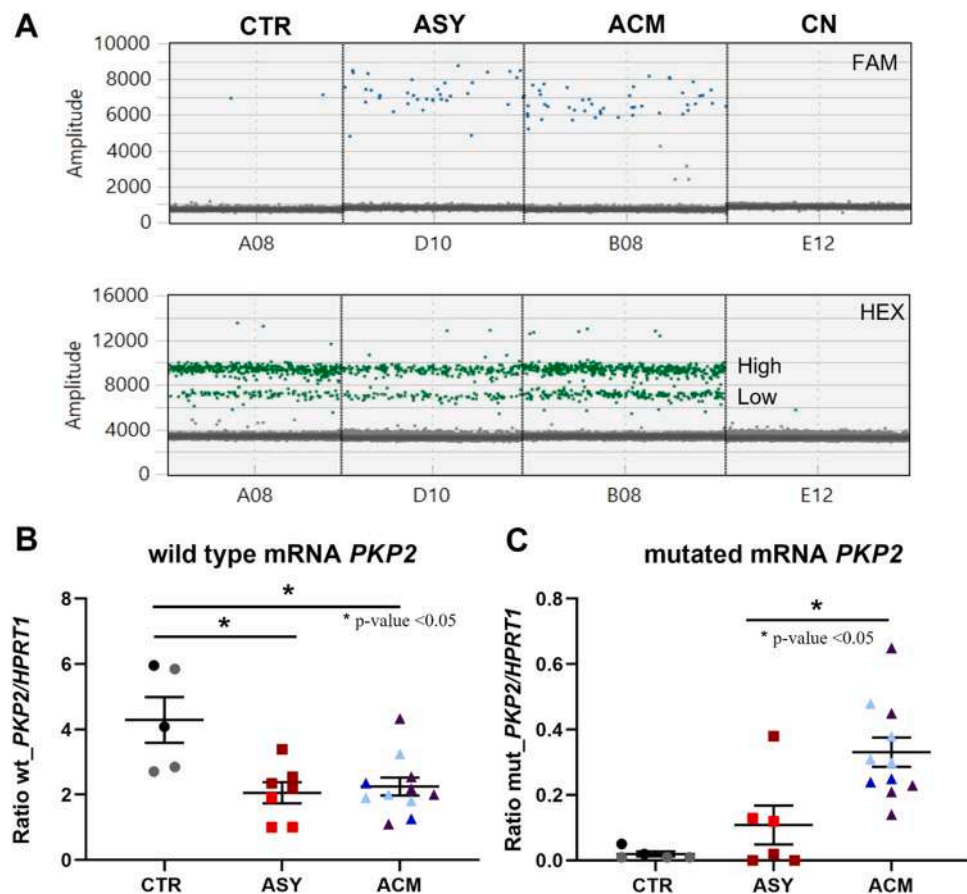 A
CTR ASY ACM CN
10000
8000
6000
4000
2000
0
Amplitude
FAM
A08 D10 B08 E12
16000
12000
8000
4000
0
Amplitude
HEX
High
Low
A08 D10 B08 E12
B
wild type mRNA PKP2
8
6
4
2
0
Ratio wt_PKP2/HPRT1
*
*
* p-value <0.05
CTR ASY ACM
C
mutated mRNA PKP2
0.8
0.6
0.4
0.2
0.0
Ratio mut_PKP2/HPRT1
*
* p-value <0.05
CTR ASY ACM